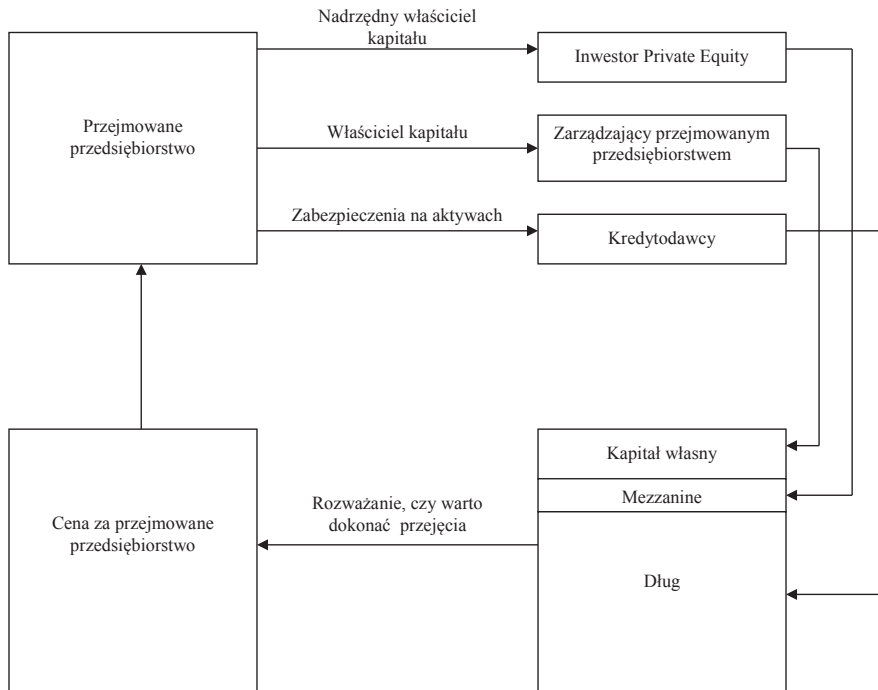 Nadrzędny właściciel
kapitału
Inwestor Private Equity
Przejmowane
przedsiębiorstwo
Właściciel kapitału
Zarządzający przejmowanym
przedsiębiorstwem
Zabezpieczenia na aktywach
Kredytodawcy
Kapitał własny
Mezzanine
Rozważanie, czy warto
dokonać przejęcia
Cena za przejmowane
przedsiębiorstwo
Dług